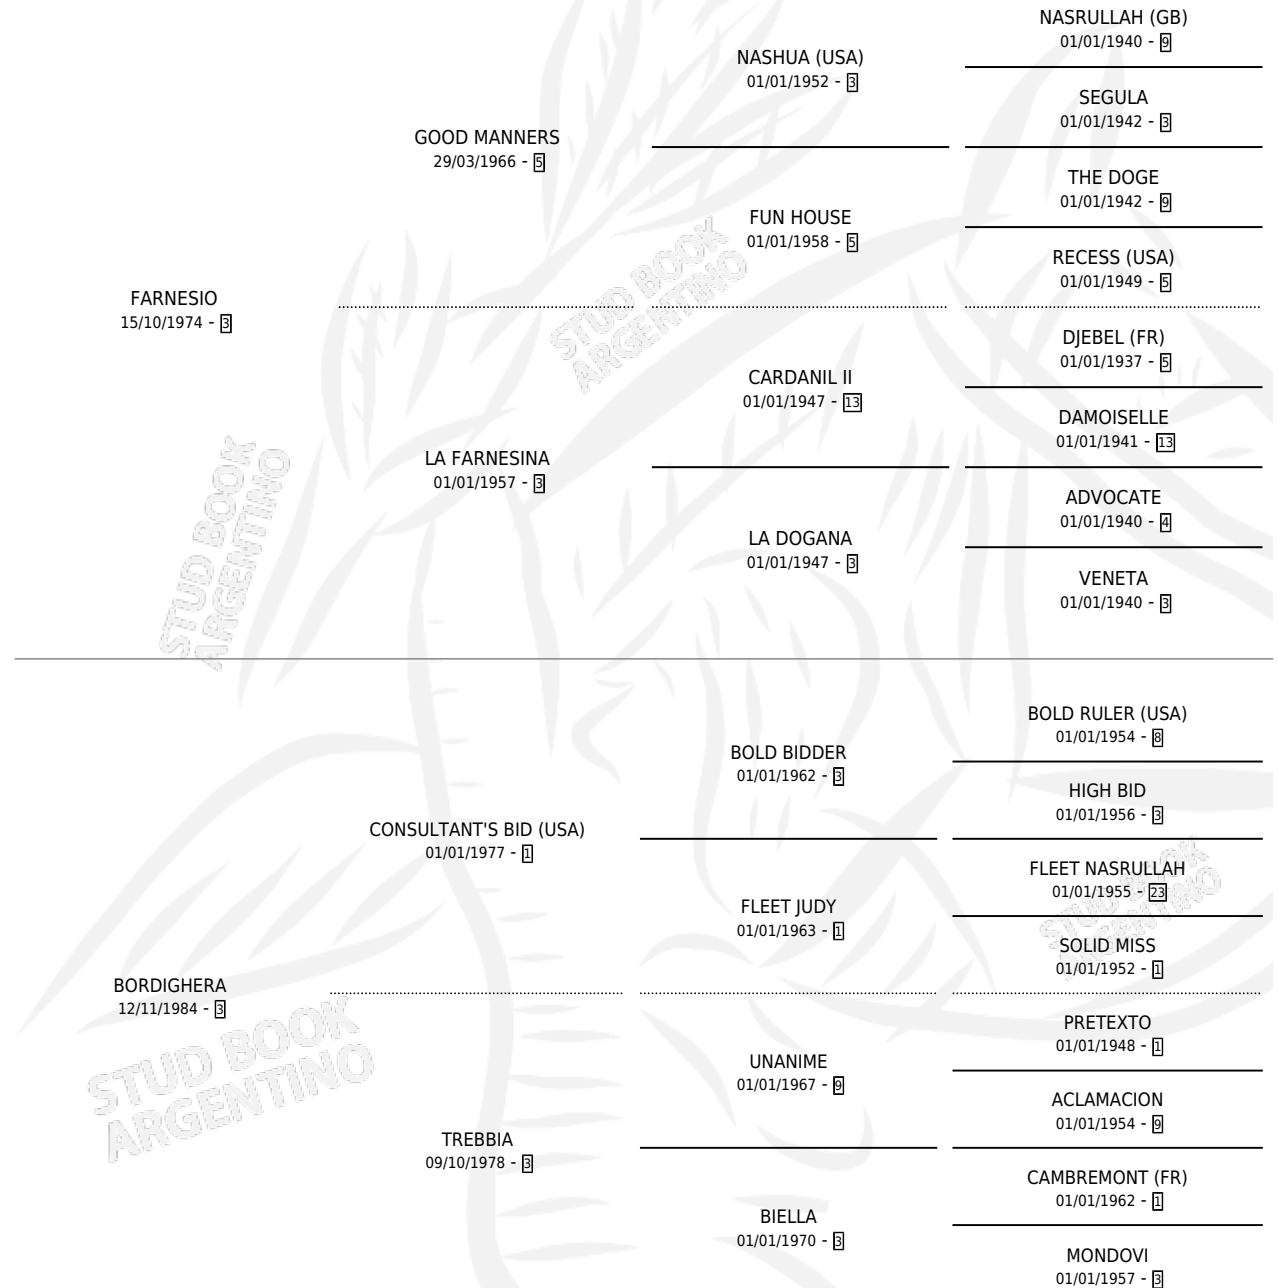 NASRULLAH (GB)
01/01/1940 - 9
NASHUA (USA)
01/01/1952 - 3
SEGULA
01/01/1942 - 3
GOOD MANNERS
29/03/1966 - 5
THE DOGE
01/01/1942 - 9
FUN HOUSE
01/01/1958 - 5
RECESS (USA)
01/01/1949 - 5
FARNESIO
15/10/1974 - 3
DJEBEL (FR)
01/01/1937 - 5
CARDANIL II
01/01/1947 - 13
DAMOISELLE
01/01/1941 - 13
LA FARNESINA
01/01/1957 - 3
ADVOCATE
01/01/1940 - 4
LA DOGANA
01/01/1947 - 3
VENETA
01/01/1940 - 3
STUD BOOK
ARGENTINO
STUD BOOK
ARGENTINO
BOLD RULER (USA)
01/01/1954 - 8
BOLD BIDDER
01/01/1962 - 3
HIGH BID
01/01/1956 - 3
CONSULTANT'S BID (USA)
01/01/1977 - 1
FLEET NASRULLAH
01/01/1955 - 23
FLEET JUDY
01/01/1963 - 1
SOLID MISS
01/01/1952 - 1
STUD BOOK
ARGENTINO
BORDIGHERA
12/11/1984 - 3
PRETEXTO
01/01/1948 - 1
UNANIME
01/01/1967 - 9
ACLAMACION
01/01/1954 - 9
TREBBIA
09/10/1978 - 3
CAMBREMONT (FR)
01/01/1962 - 1
BIELLA
01/01/1970 - 3
MONDOVI
01/01/1957 - 3
STUD BOOK
ARGENTINO